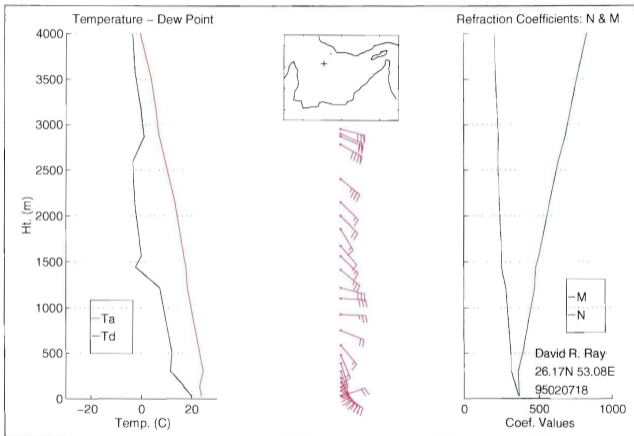 Temperature – Dew Point
Refraction Coefficients: N & M
4000
3500
3000
2500
2000
1500
1000
500
0
Ht. (m)
Ta
Td
−20
0
20
Temp. (C)
M
N
David R. Ray
26.17N 53.08E
95020718
0
500
1000
Coef. Values